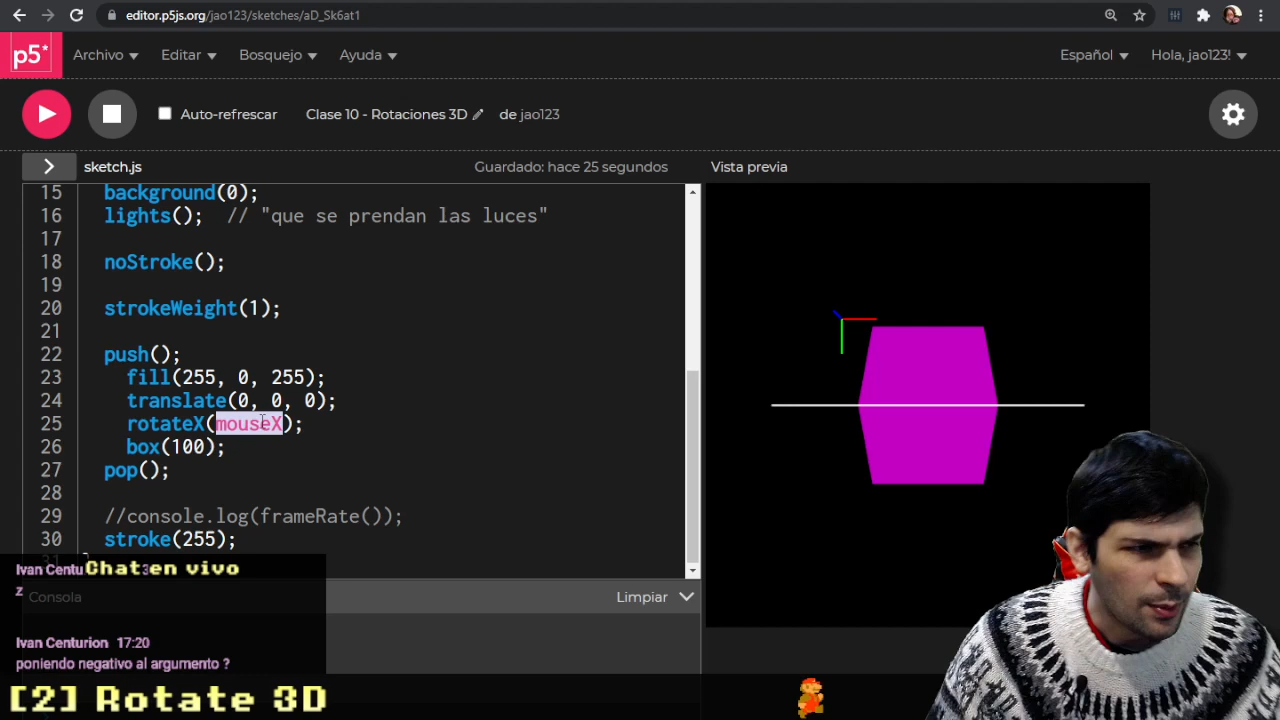 editor.p5js.org/jao123/sketches/aD_Sk6at1
p5* Archivo Editar Bosquejo Ayuda Español Hola, jao123!
Auto-refrescar Clase 10 - Rotaciones 3D de jao123
sketch.js Guardado: hace 25 segundos Vista previa
15 background(0);
16 lights(); // "que se prendan las luces"
17
18 noStroke();
19
20 strokeWeight(1);
21
22 push();
23 fill(255, 0, 255);
24 translate(0, 0, 0);
25 rotateX(mouseX);
26 box(100);
27 pop();
28
29 //console.log(frameRate());
30 stroke(255);
Chat en vivo
z
Consola Limpiar
Ivan Centurion 17:20
poniendo negativo al argumento ?
[2] Rotate 3D